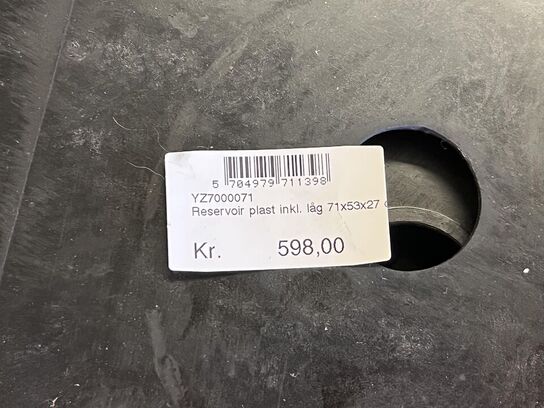 5 704979 711398
YZ7000071
Reservoir plast inkl. låg 71x53x27 c
Kr. 598,00